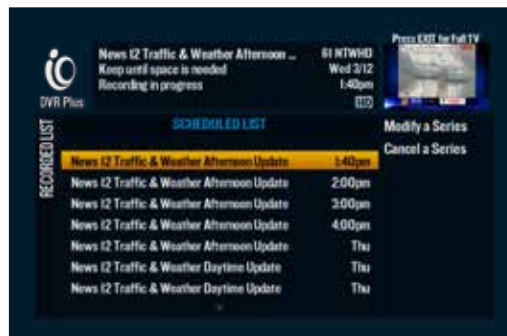 Press EXIT for Full TV
iO
DVR Plus
News 12 Traffic & Weather Afternoon ...
61 NTWHD
Keep until space is needed
Wed 3/12
Recording in progress
1:40pm
HD
RECORDED LIST
SCHEDULED LIST
Modify a Series
Cancel a Series
News 12 Traffic & Weather Afternoon Update 1:40pm
News 12 Traffic & Weather Afternoon Update 2:00pm
News 12 Traffic & Weather Afternoon Update 3:00pm
News 12 Traffic & Weather Afternoon Update 4:00pm
News 12 Traffic & Weather Afternoon Update Thu
News 12 Traffic & Weather Daytime Update Thu
News 12 Traffic & Weather Daytime Update Thu